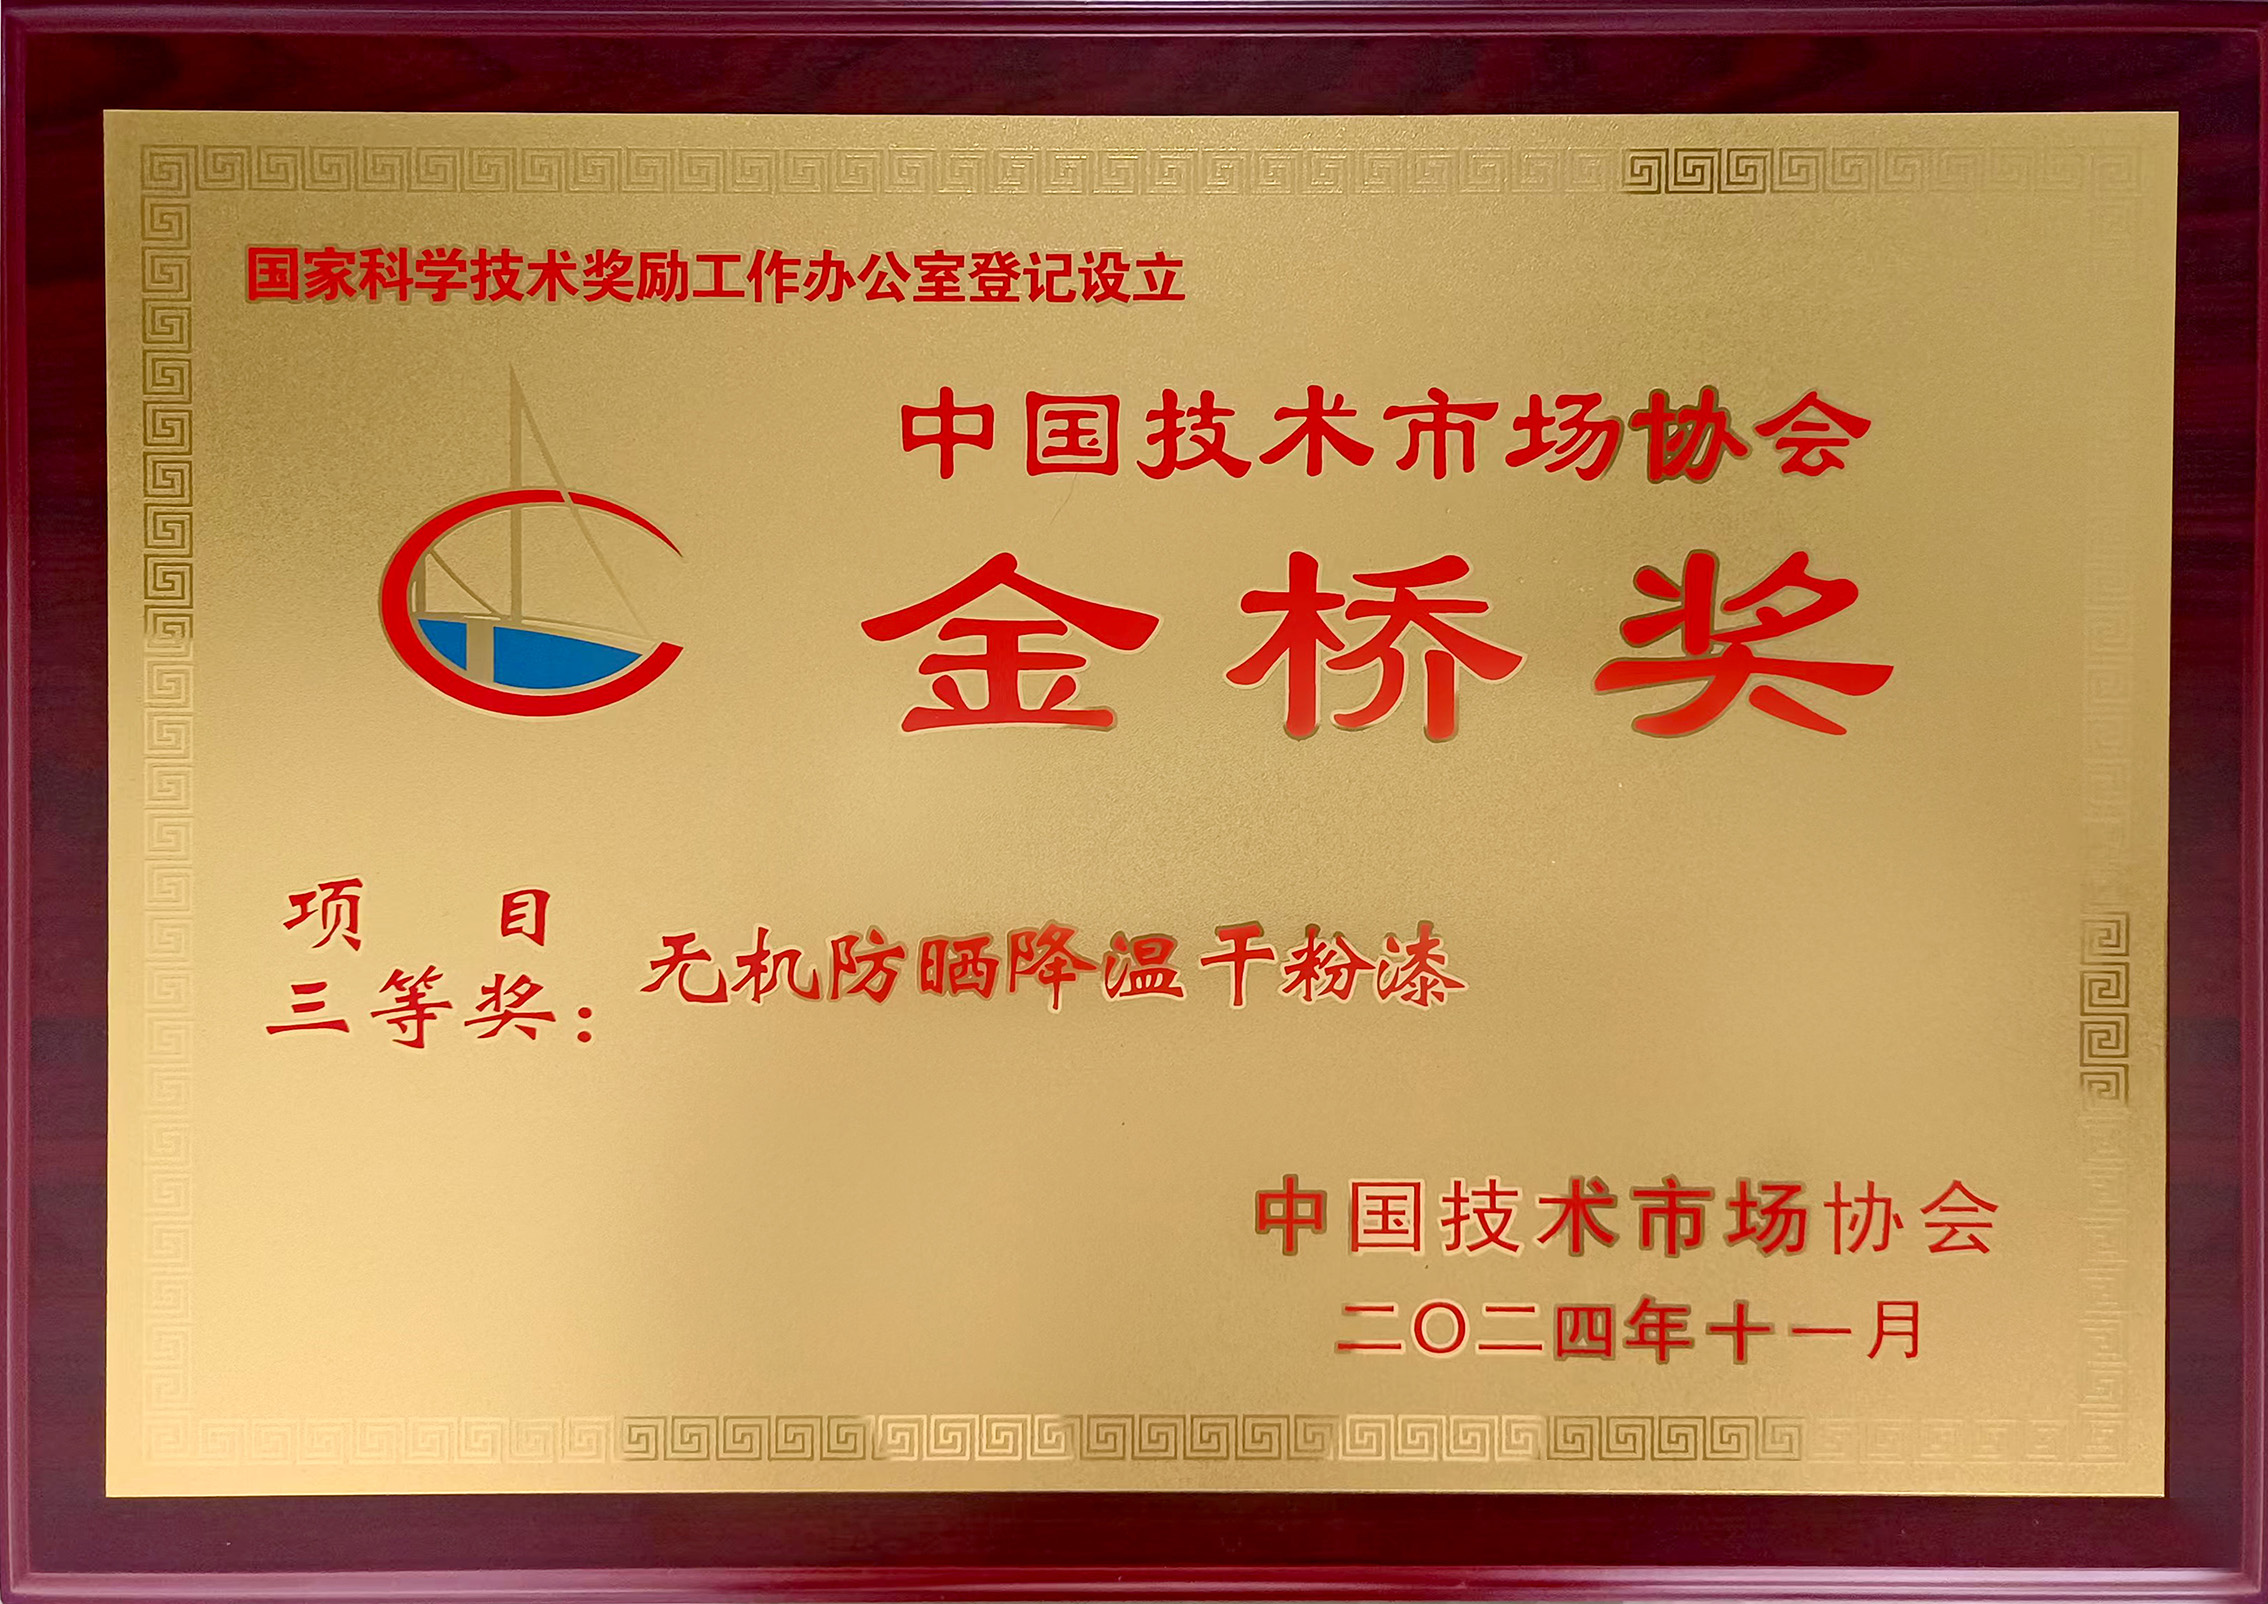 国家科学技术奖励工作办公室登记设立
中国技术市场协会
金桥奖
项目
三等奖：
无机防晒降温干粉漆
中国技术市场协会
二〇二四年十一月